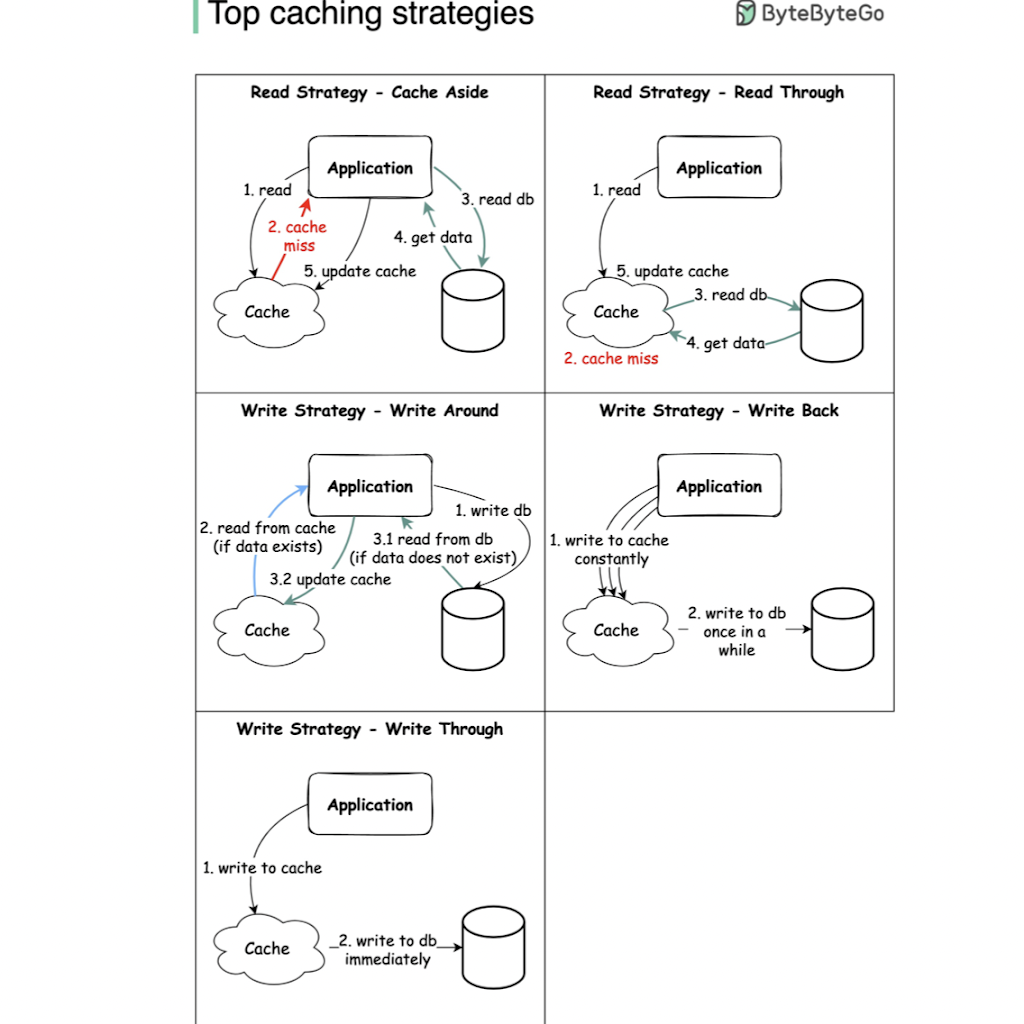 Top caching strategies
ByteByteGo
Read Strategy - Cache Aside
Application
1. read
2. cache
miss
3. read db
4. get data
5. update cache
Cache
Read Strategy - Read Through
Application
1. read
5. update cache
3. read db
Cache
4. get data
2. cache miss
Write Strategy - Write Around
Application
1. write db
2. read from cache
(if data exists)
3.1 read from db
(if data does not exist)
3.2 update cache
Cache
Write Strategy - Write Back
Application
1. write to cache
constantly
Cache
2. write to db
once in a
while
Write Strategy - Write Through
Application
1. write to cache
Cache
2. write to db
immediately